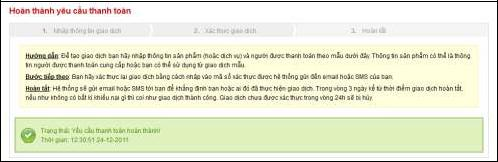 Hoàn thành yêu cầu thanh toán
1. Nhập thông tin giao dịch
2. Xác thực giao dịch
3. Hoàn tất
Hướng dẫn: Để tạo giao dịch bạn hãy nhập thông tin sản phẩm (hoặc dịch vụ) và người được thanh toán theo mẫu dưới đây. Thông tin sản phẩm có thể là thông
tin người được thanh toán cung cấp hoặc bạn có thể sử dụng từ giao dịch mẫu.
Bước tiếp theo: Bạn hãy xác thực lại giao dịch bằng cách nhập vào mã số xác thực được hệ thống gửi đến email hoặc SMS của bạn.
Hoàn tất: Hệ thống sẽ gửi email hoặc SMS tới bạn để khẳng định bạn hoặc ai đó đã thực hiện giao dịch. Trong vòng 3 ngày kể từ thời điểm giao dịch hoàn tất,
nếu như không có bất kì khiếu nại gì thì coi như giao dịch thành công. Giao dịch chưa được xác thực trong vòng 24h sẽ bị hủy.
Trạng thái: Yêu cầu thanh toán hoàn thành!
Thời gian: 12:30:51 24-12-2011